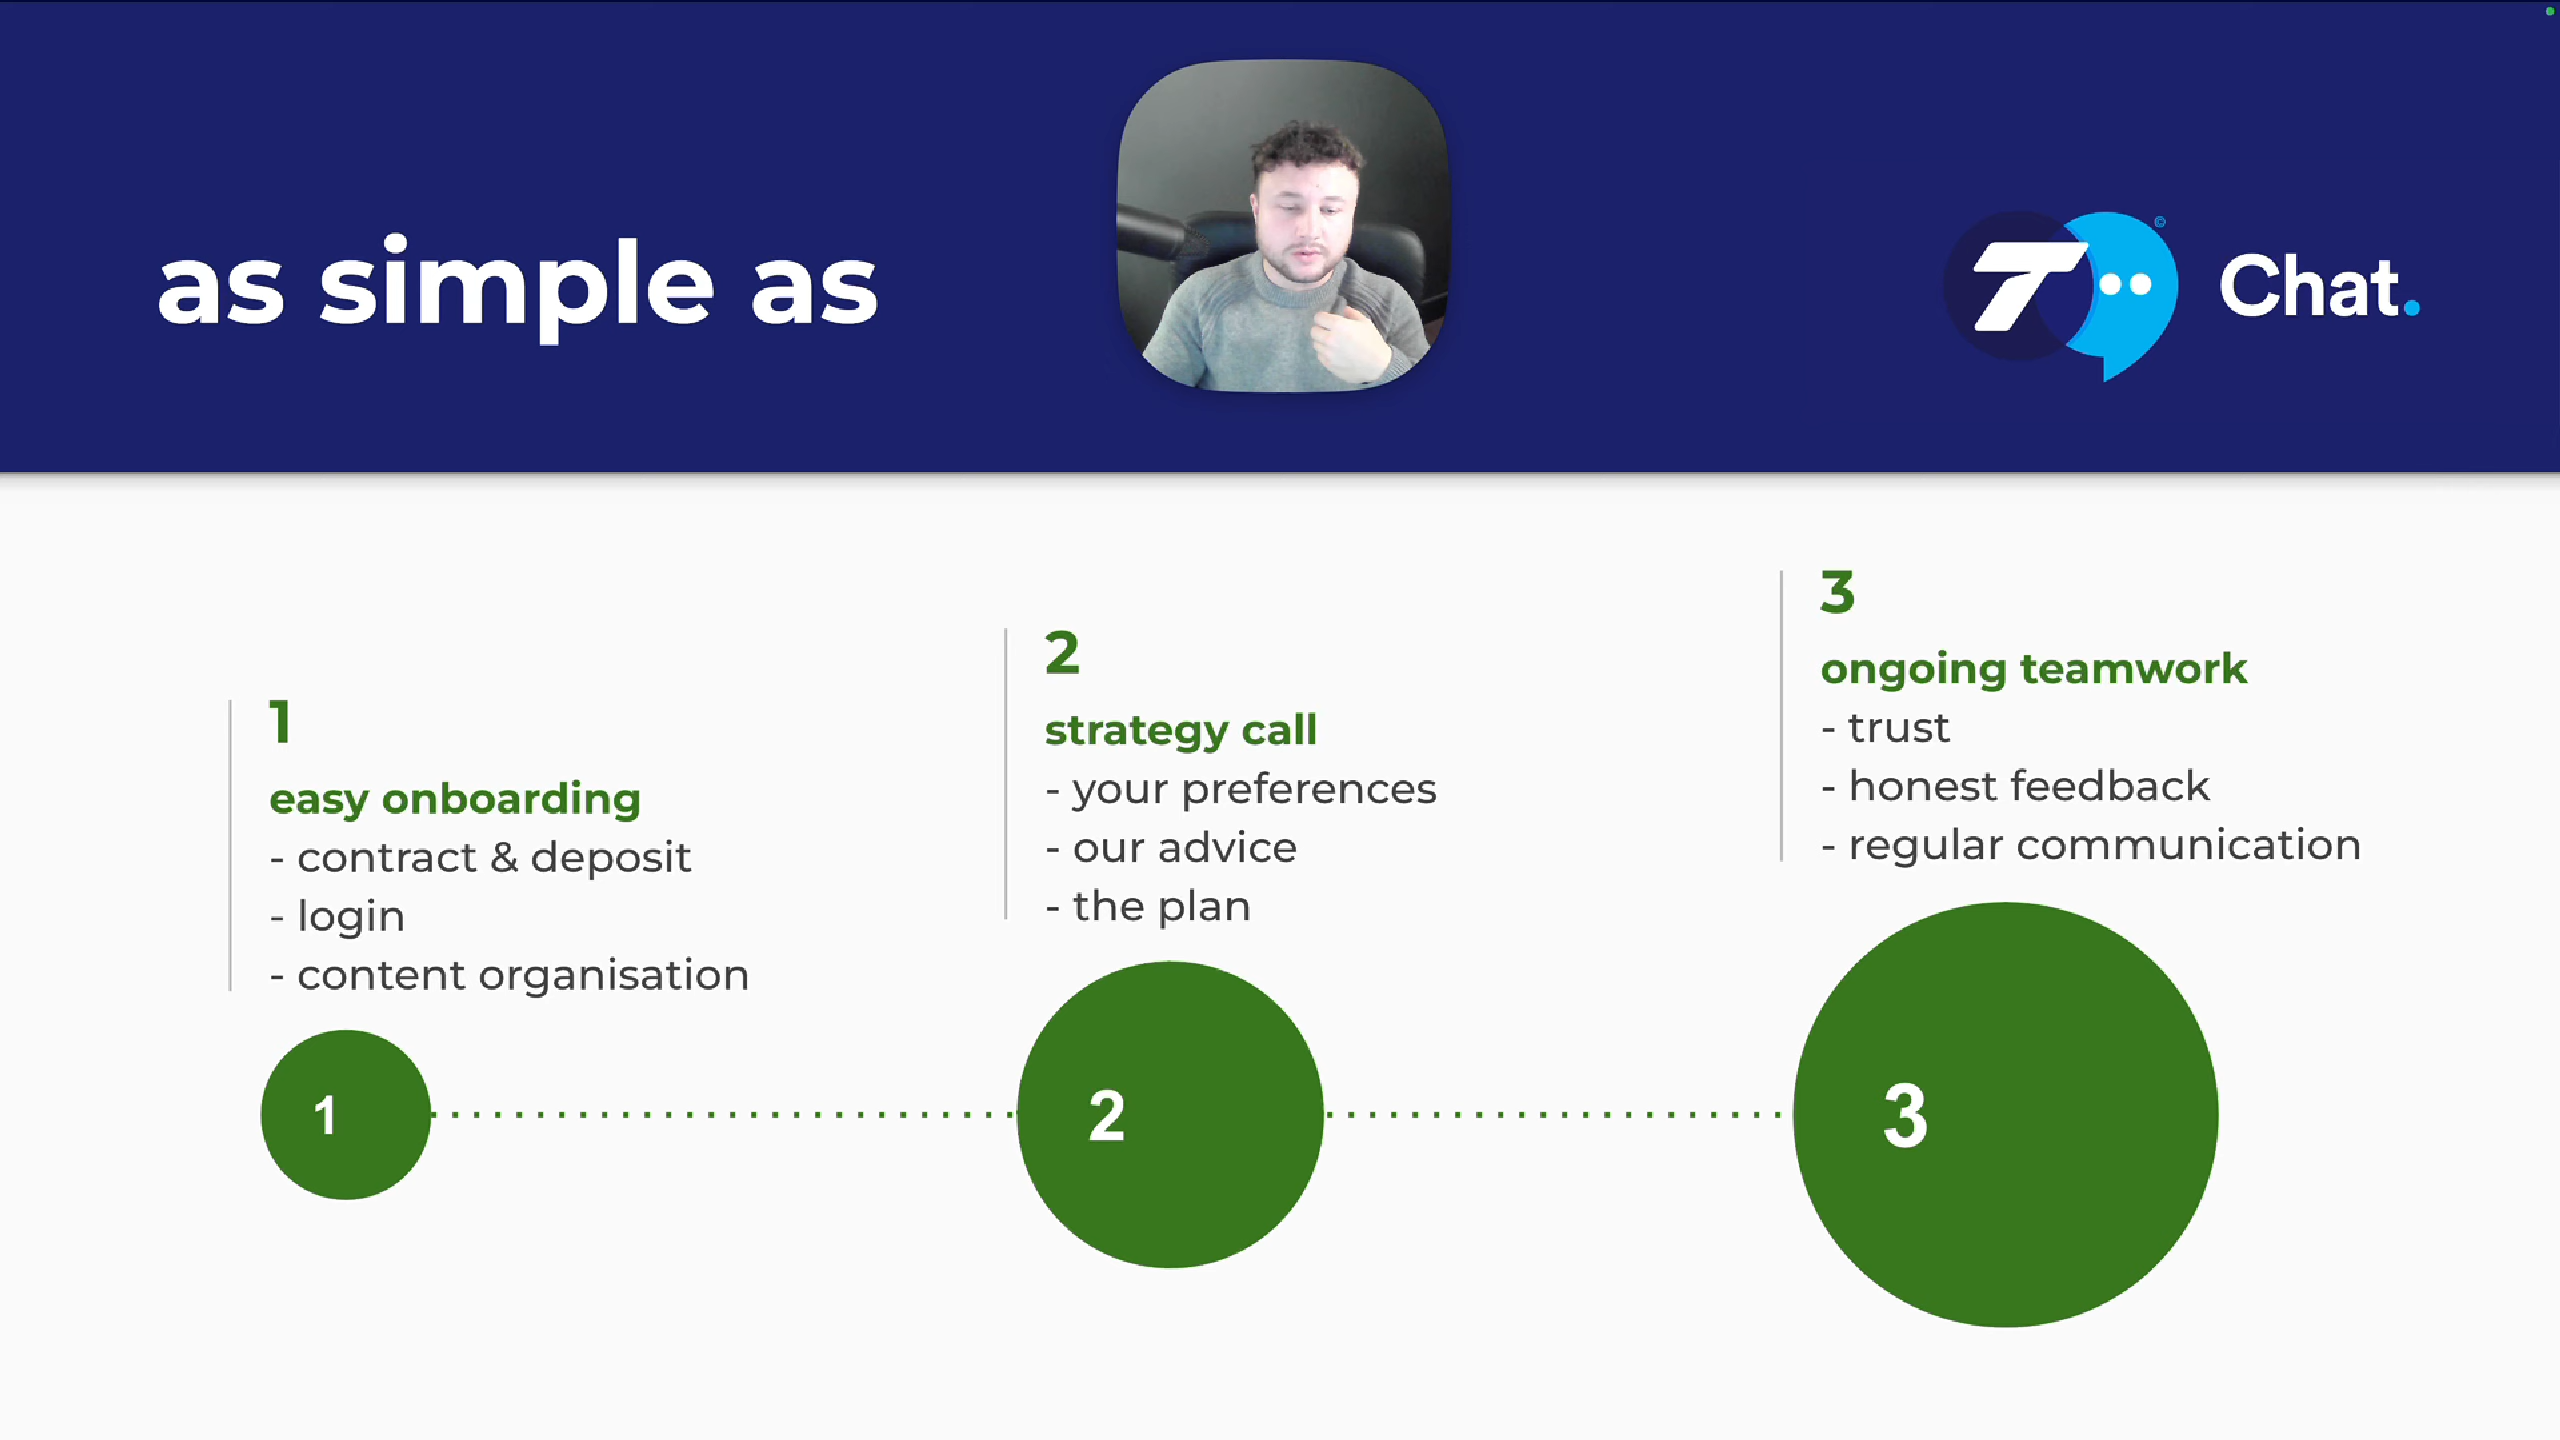 as simple as
T
©
Chat.
1
easy onboarding
- contract & deposit
- login
- content organisation
2
strategy call
- your preferences
- our advice
- the plan
3
ongoing teamwork
- trust
- honest feedback
- regular communication
1
2
3